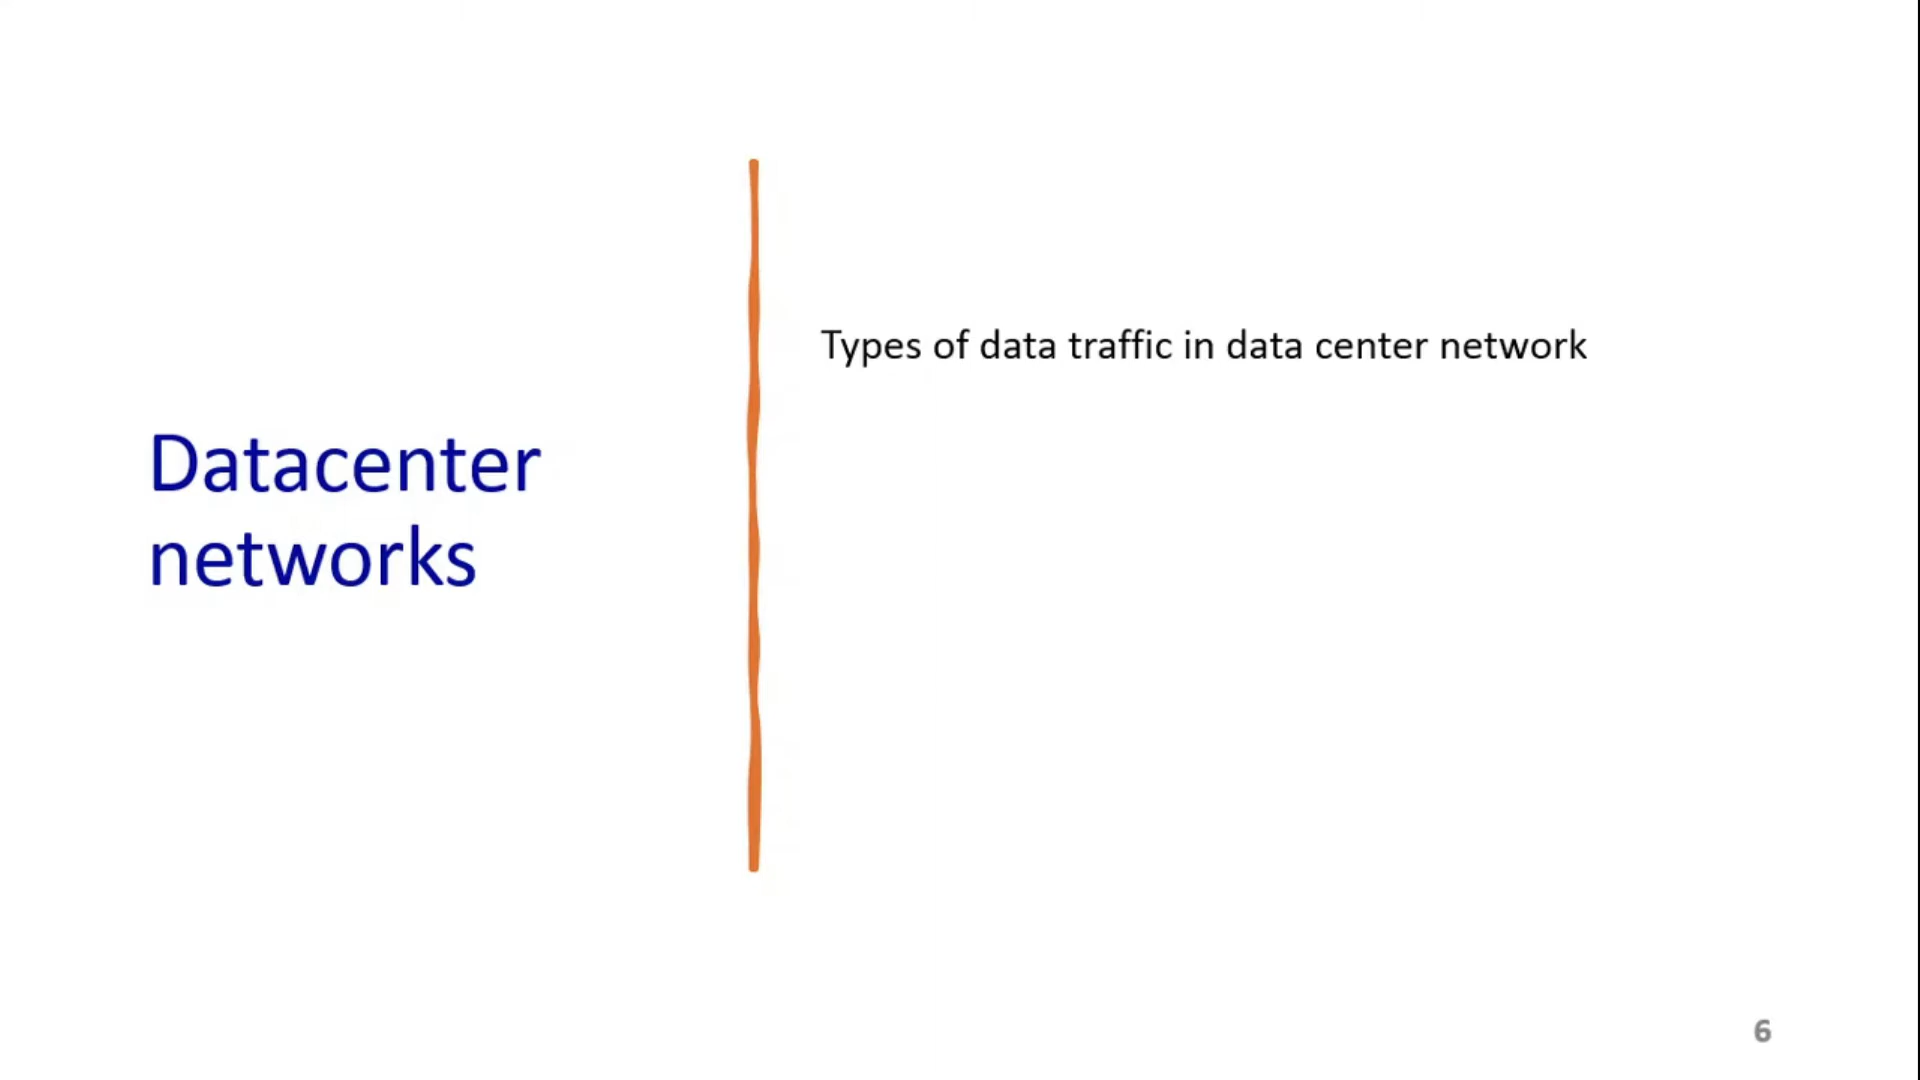 Datacenter
networks
Types of data traffic in data center network
6